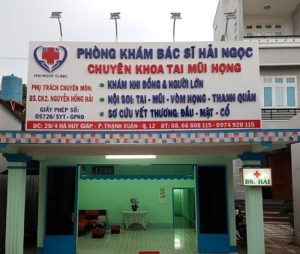 PHÒNG KHÁM BÁC SĨ HẢI NGỌC
CHUYÊN KHOA TAI MŨI HỌNG
HAI NGOC CLINIC
PHỤ TRÁCH CHUYÊN MÔN:
BS.CK2. NGUYỄN HỒNG HẢI
GIẤY PHÉP SỐ:
05726/SYT-GPHĐ
KHÁM NHI ĐỒNG & NGƯỜI LỚN
NỘI SOI: TAI - MŨI - VÒM HỌNG - THANH QUẢN
SƠ CỨU VẾT THƯƠNG: ĐẦU - MẶT - CỔ
ĐC: 29/4 HÀ HUY GIÁP - P. THẠNH XUÂN - Q. 12 ĐT: 08. 66 808 115 - 0974 920 115
BS. HẢI